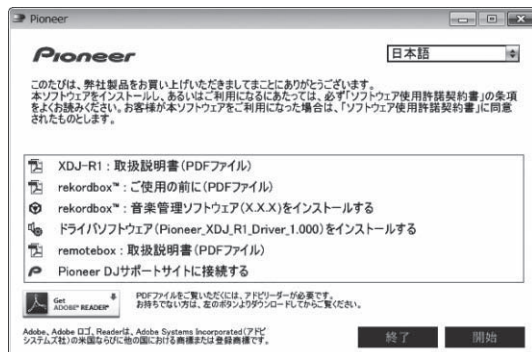 Pioneer
Pioneer
日本語
このたびは、弊社製品をお買い上げいただきましてまことにありがとうございます。
本ソフトウェアをインストールし、あるいはご利用になるにあたっては、必ず「ソフトウェア使用許諾契約書」の条項
をよくお読みください。お客様が本ソフトウェアをご利用になった場合は、「ソフトウェア使用許諾契約書」に同意
されたものとします。
XDJ-R1：取扱説明書(PDFファイル)
rekordbox™：ご使用の前に(PDFファイル)
rekordbox™：音楽管理ソフトウェア(X.X.X)をインストールする
ドライバソフトウェア(Pioneer_XDJ_R1_Driver_1.000)をインストールする
remotebox：取扱説明書(PDFファイル)
Pioneer DJサポートサイトに接続する
Get
ADOBE® READER®
PDFファイルをご覧いただくには、アドビリーダーが必要です。
お持ちでない方は、左のボタンよりダウンロードしてからご覧ください。
Adobe、Adobe ロゴ、Readerは、Adobe Systems Incorporated(アドビ
システムズ社)の米国ならびに他の国における商標または登録商標です。
終了
開始